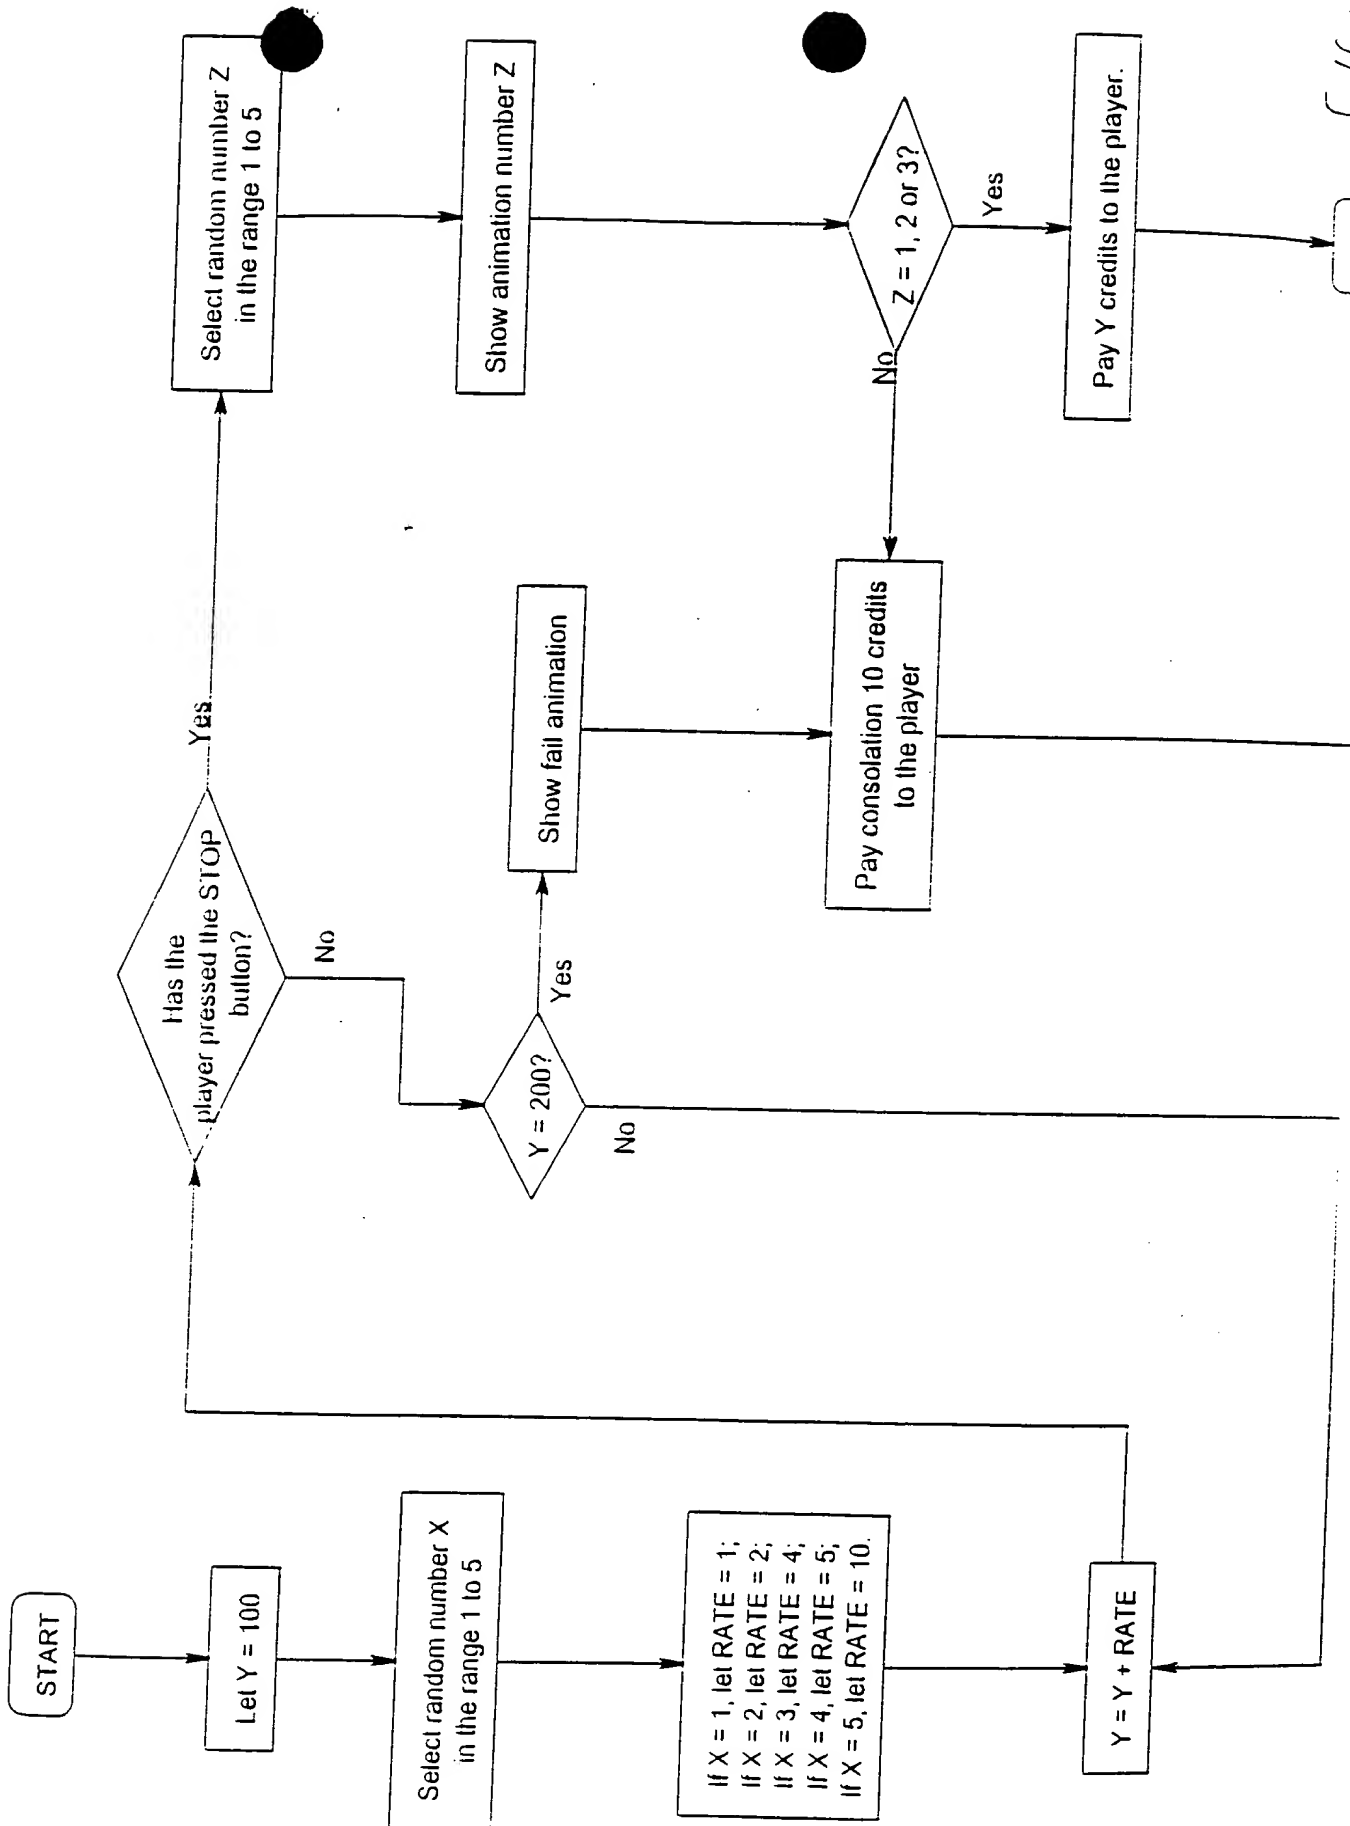 START
Let Y = 100
Select random number X
in the range 1 to 5
If X = 1, let RATE = 1;
If X = 2, let RATE = 2;
If X = 3, let RATE = 4;
If X = 4, let RATE = 5;
If X = 5, let RATE = 10.
Y = Y + RATE
Has the
player pressed the STOP
button?
No
Yes
Y = 200?
Yes
No
Show fail animation
Pay consolation 10 credits
to the player
Select random number Z
in the range 1 to 5
Show animation number Z
Z = 1, 2 or 3?
No
Yes
Pay Y credits to the player.